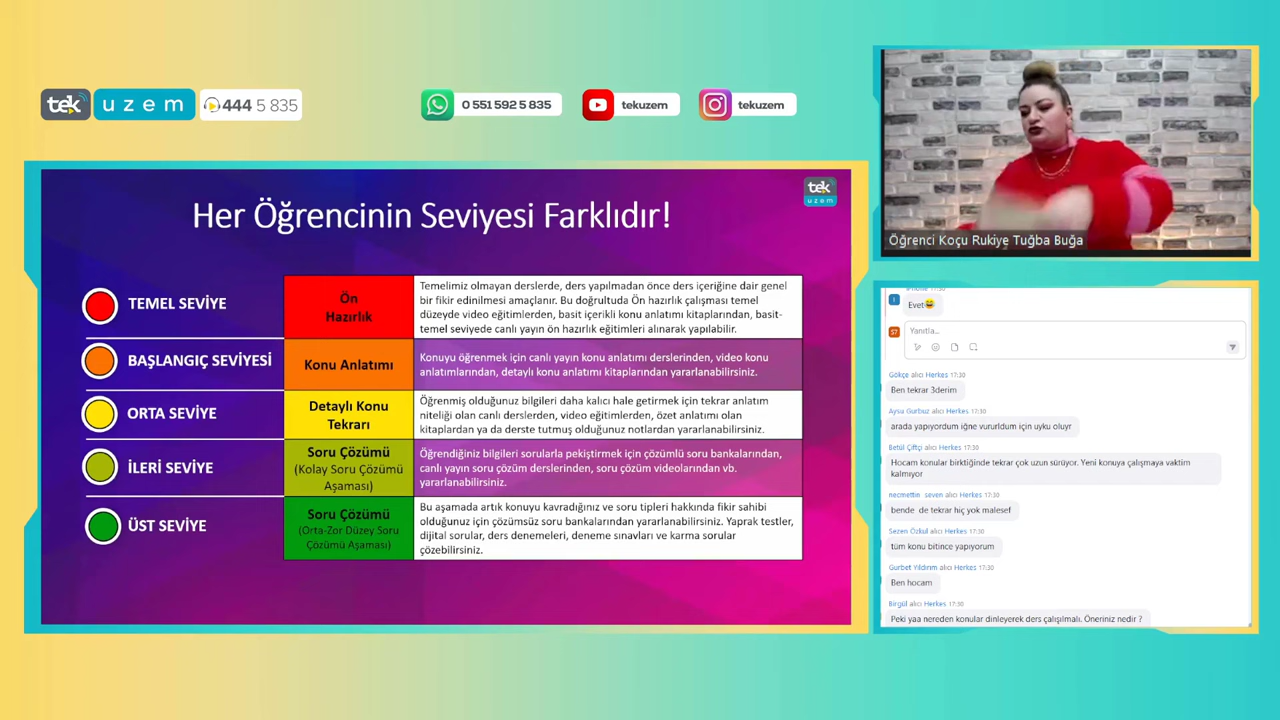 tek
uzem
444 5 835
0 551 592 5 835
tekuzem
tekuzem
tek
uzem
Her Öğrencinin Seviyesi Farklıdır!
TEMEL SEVİYE
Ön
Hazırlık
Temelimiz olmayan derslerde, ders yapılmadan önce ders içeriğine dair genel
bir fikir edinilmesi amaçlanır. Bu doğrultuda Ön hazırlık çalışması temel
düzeyde video eğitimlerden, basit içerikli konu anlatımı kitaplarından, basit-
temel seviyede canlı yayın ön hazırlık eğitimleri alınarak yapılabilir.
BAŞLANGIÇ SEVİYESİ
Konu Anlatımı
Konuyu öğrenmek için canlı yayın konu anlatımı derslerinden, video konu
anlatımlarından, detaylı konu anlatımı kitaplarından yararlanabilirsiniz.
ORTA SEVİYE
Detaylı Konu
Tekrarı
Öğrenmiş olduğunuz bilgileri daha kalıcı hale getirmek için tekrar anlatım
niteliği olan canlı derslerden, video eğitimlerden, özet anlatımı olan
kitaplardan ya da derste tutmuş olduğunuz notlardan yararlanabilirsiniz.
İLERİ SEVİYE
Soru Çözümü
(Kolay Soru Çözümü
Aşaması)
Öğrendiğiniz bilgileri sorularla pekiştirmek için çözümlü soru bankalarından,
canlı yayın soru çözüm derslerinden, soru çözüm videolarından vb.
yararlanabilirsiniz.
ÜST SEVİYE
Soru Çözümü
(Orta-Zor Düzey Soru
Çözümü Aşaması)
Bu aşamada artık konuyu kavradığınız ve soru tipleri hakkında fikir sahibi
olduğunuz için çözümsüz soru bankalarından yararlanabilirsiniz. Yaprak testler,
dijital sorular, ders denemeleri, deneme sınavları ve karma sorular
çözebilirsiniz.
Öğrenci Koçu Rukiye Tuğba Buğa
Evet
Yanıtla...
Gökçe alıcı Herkes 17:30
Ben tekrar 3derim
Aysu Gurbuz alıcı Herkes 17:30
arada yapıyordum iğne vururldum için uyku oluyr
Betül Çiftçi alıcı Herkes 17:30
Hocam konular birktiğinde tekrar çok uzun sürüyor. Yeni konuya çalışmaya vaktim
kalmıyor
necmettin seven alıcı Herkes 17:30
bende de tekrar hiç yok malesef
Sezen Özkul alıcı Herkes 17:30
tüm konu bitince yapıyorum
Gurbet Yıldırım alıcı Herkes 17:30
Ben hocam
Birgül alıcı Herkes 17:30
Peki yaa nereden konular dinleyerek ders çalışılmalı. Öneriniz nedir ?